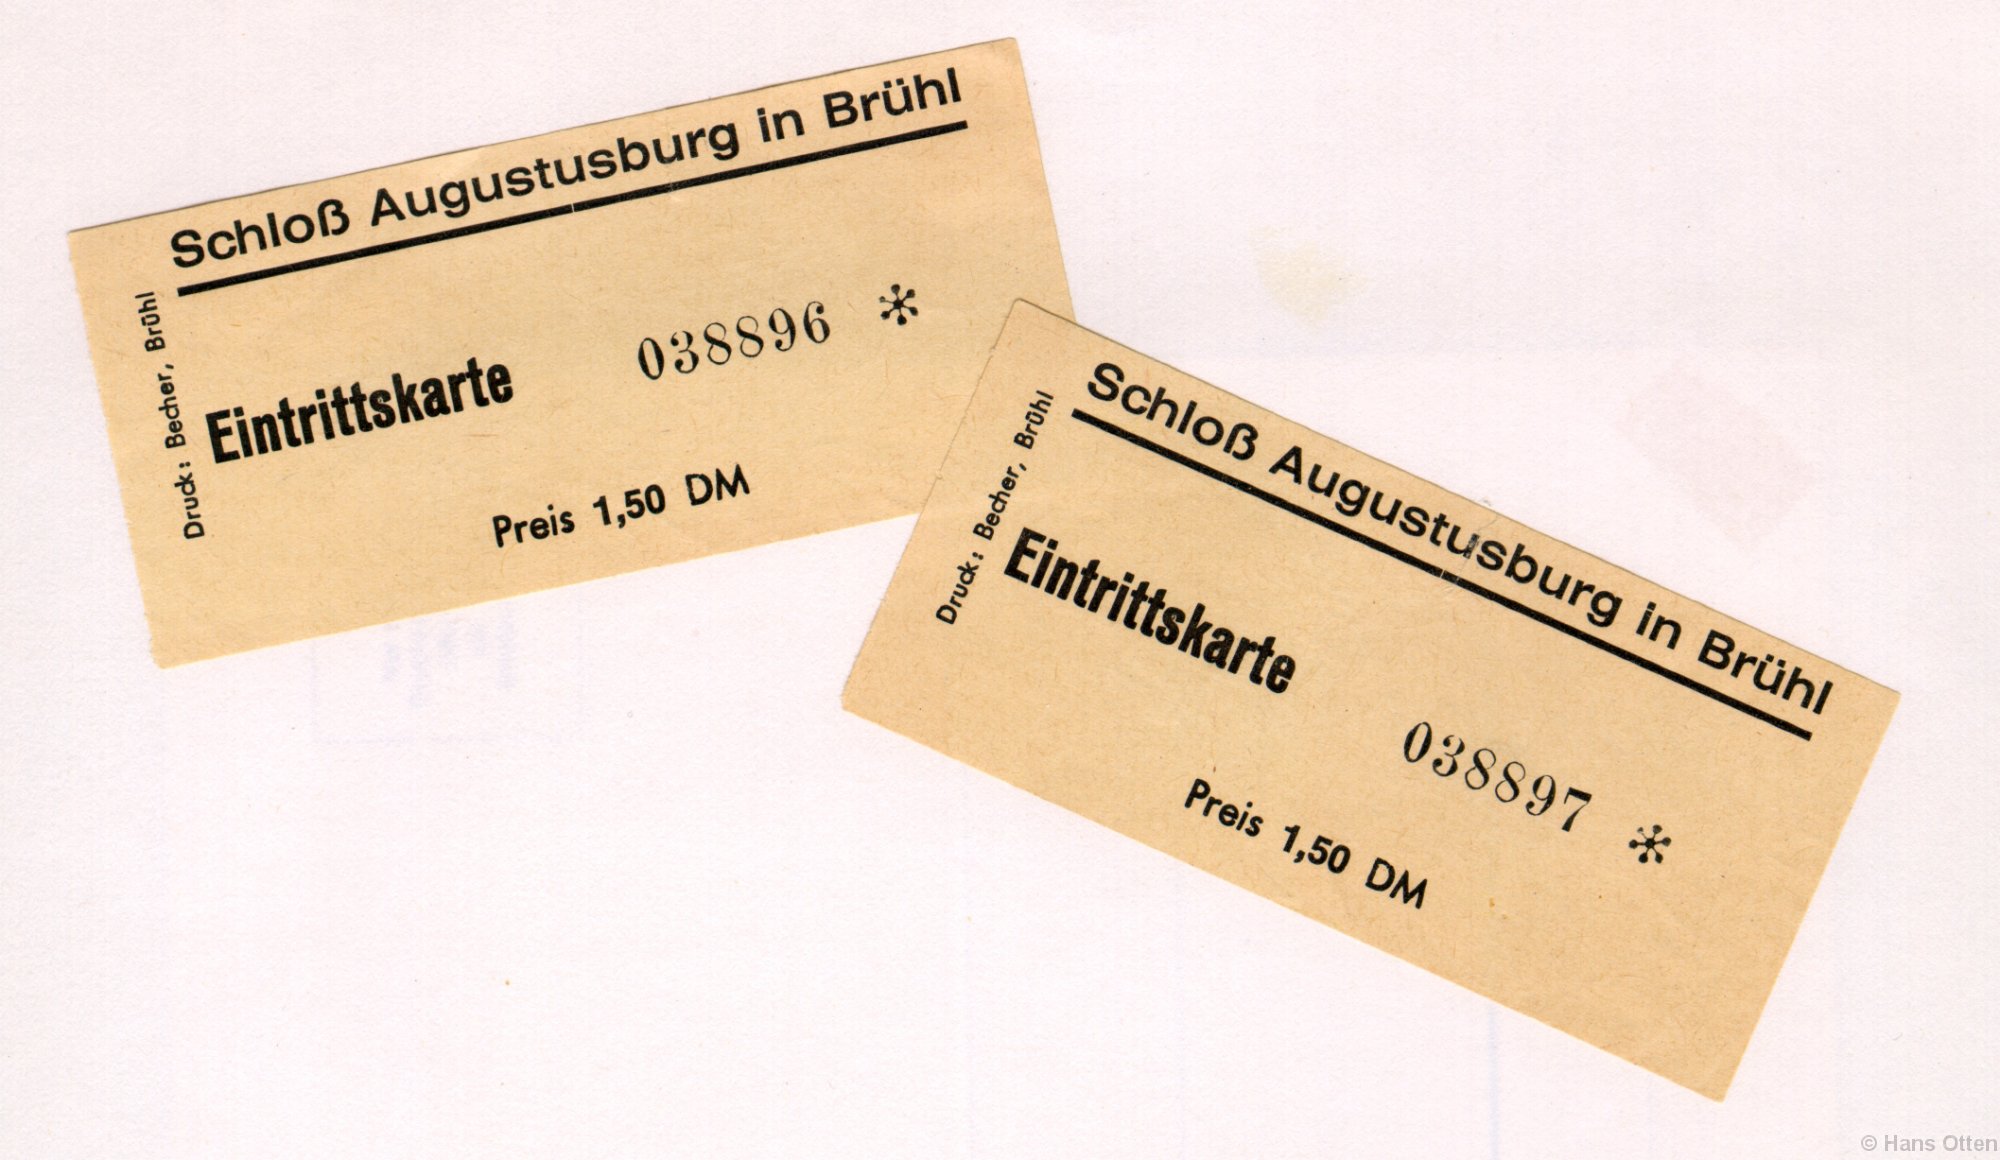 Schloß Augustusburg in Brühl
Druck: Becher, Brühl
Eintrittskarte
038896 *
Preis 1,50 DM
Schloß Augustusburg in Brühl
Druck: Becher, Brühl
Eintrittskarte
038897 *
Preis 1,50 DM
© Hans Otten